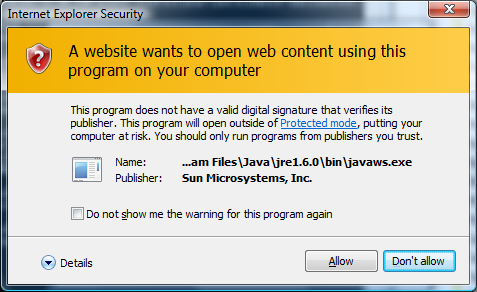 Internet Explorer Security
A website wants to open web content using this
program on your computer
This program does not have a valid digital signature that verifies its
publisher. This program will open outside of Protected mode, putting your
computer at risk. You should only run programs from publishers you trust.
Name: ...am Files\Java\jre1.6.0\bin\javaws.exe
Publisher: Sun Microsystems, Inc.
Do not show me the warning for this program again
Details
Allow
Don't allow